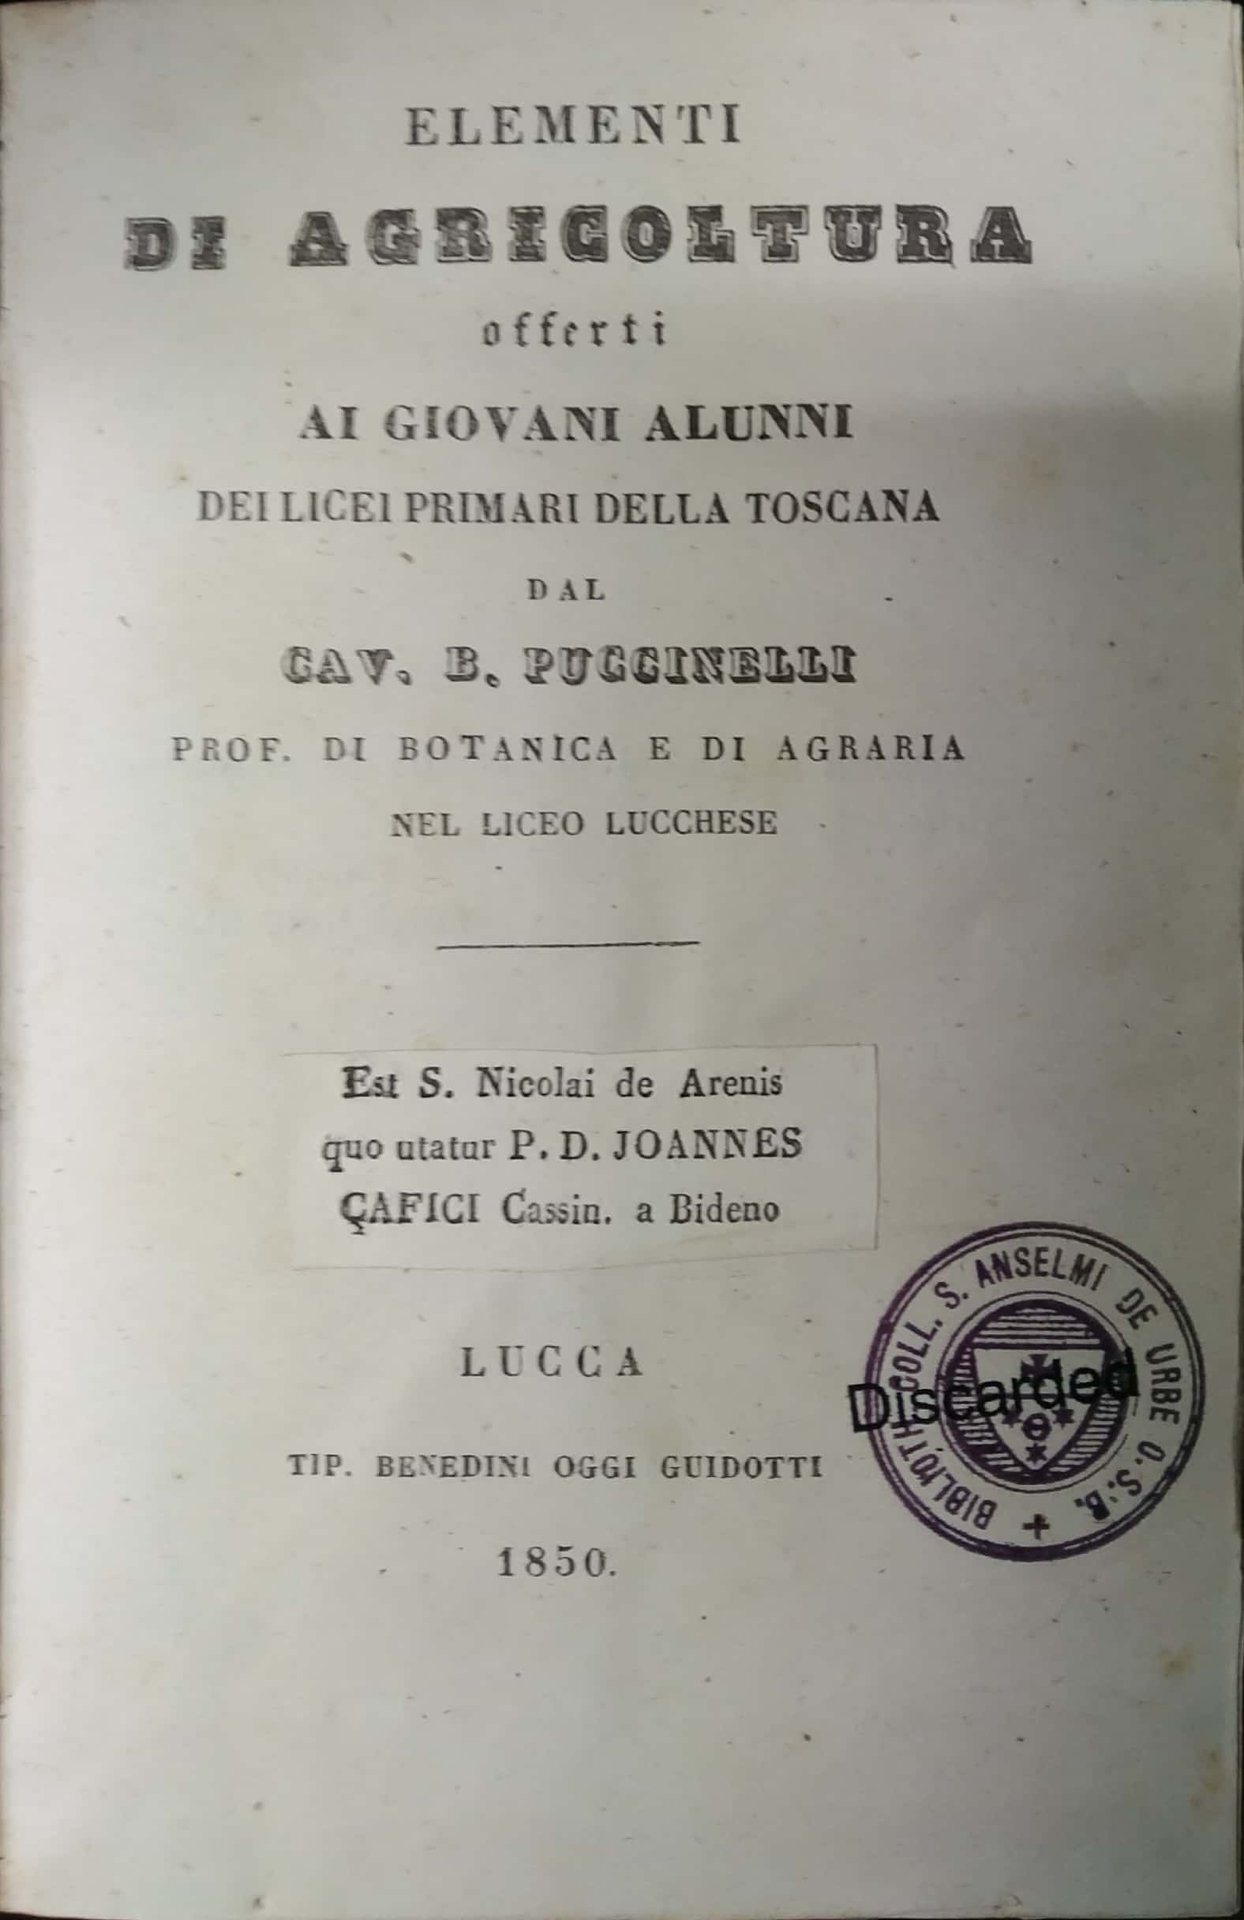 ELEMENTI
DI AGRICOLTURA
offerti
AI GIOVANI ALUNNI
DEI LICEI PRIMARI DELLA TOSCANA
DAL
CAV. B. PUCCINELLI
PROF. DI BOTANICA E DI AGRARIA
NEL LICEO LUCCHESE
Est S. Nicolai de Arenis
quo utatur P. D. JOANNES
ÇAFICI Cassin. a Bideno
LUCCA
TIP. BENEDINI OGGI GUIDOTTI
1850.
BIBLIOTH. COLL. S. ANSELMI DE URBE O. S. B.
Discarded